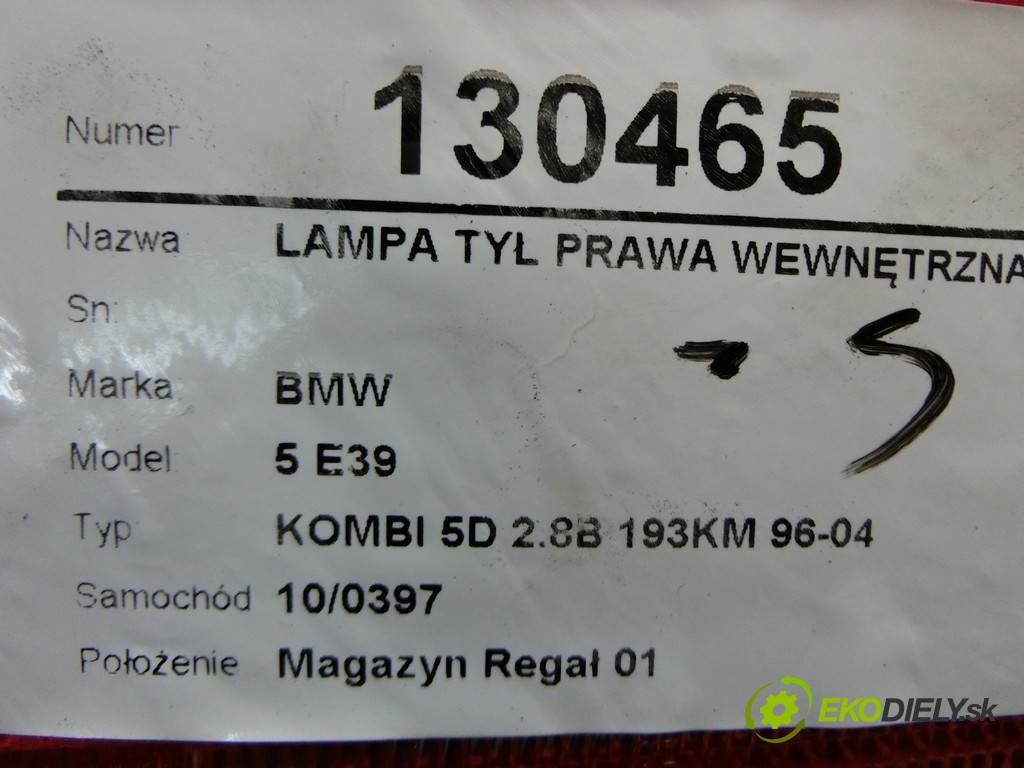 Numer 130465
Nazwa LAMPA TYŁ PRAWA WEWNĘTRZNA
Sn:
- 5
Marka BMW
Model 5 E39
Typ KOMBI 5D 2.8B 193KM 96-04
Samochód 10/0397
Położenie Magazyn Regał 01
EKODIELY.sk